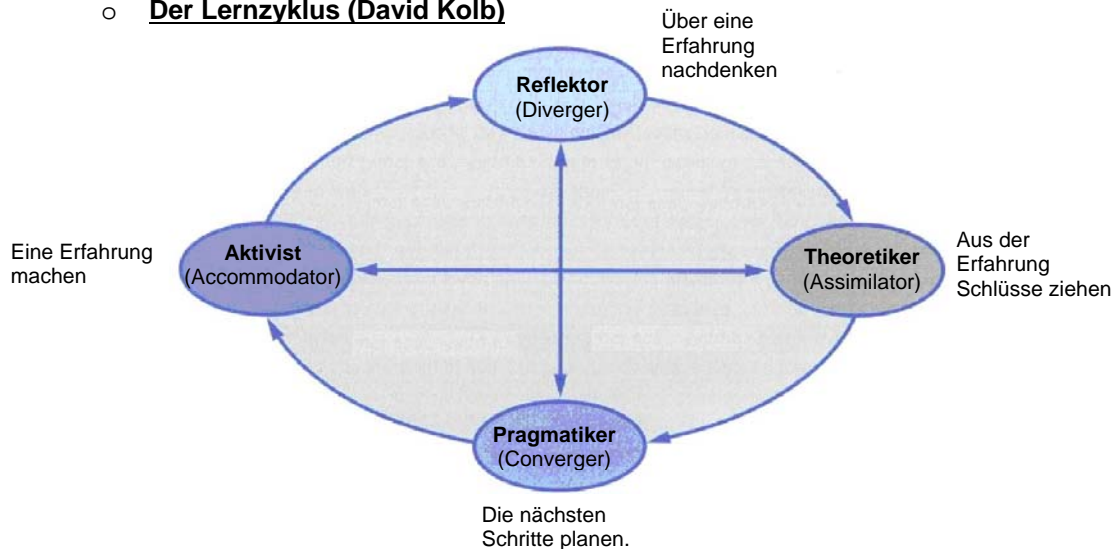 o Der Lernzyklus (David Kolb)
Über eine
Erfahrung
nachdenken
Reflektor
(Diverger)
Eine Erfahrung
machen
Aktivist
(Accommodator)
Theoretiker
(Assimilator)
Aus der
Erfahrung
Schlüsse ziehen
Pragmatiker
(Converger)
Die nächsten
Schritte planen.